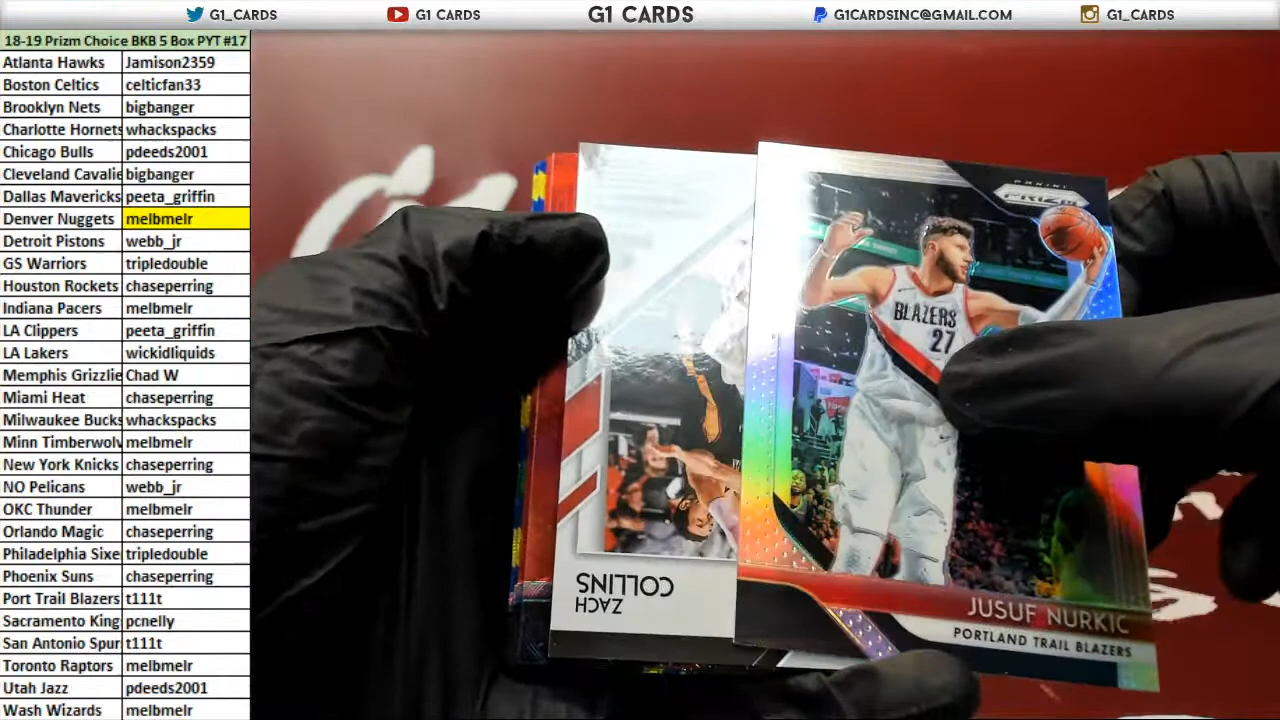 G1_CARDS
G1 CARDS
G1 CARDS
G1CARDSINC@GMAIL.COM
G1_CARDS
18-19 Prizm Choice BKB 5 Box PYT #17
Atlanta Hawks Jamison2359
Boston Celtics celticfan33
Brooklyn Nets bigbanger
Charlotte Hornets whackspacks
Chicago Bulls pdeeds2001
Cleveland Cavalie bigbanger
Dallas Mavericks peeta_griffin
Denver Nuggets melbmelr
Detroit Pistons webb_jr
GS Warriors tripledouble
Houston Rockets chaseperring
Indiana Pacers melbmelr
LA Clippers peeta_griffin
LA Lakers wickidliquids
Memphis Grizzlie Chad W
Miami Heat chaseperring
Milwaukee Bucks whackspacks
Minn Timberwolv melbmelr
New York Knicks chaseperring
NO Pelicans webb_jr
OKC Thunder melbmelr
Orlando Magic chaseperring
Philadelphia Sixe tripledouble
Phoenix Suns chaseperring
Port Trail Blazers t111t
Sacramento King pcnelly
San Antonio Spur t111t
Toronto Raptors melbmelr
Utah Jazz pdeeds2001
Wash Wizards melbmelr
PANINI
PRIZM
BLAZERS
27
JUSUF NURKIC
PORTLAND TRAIL BLAZERS
ZACH
COLLINS